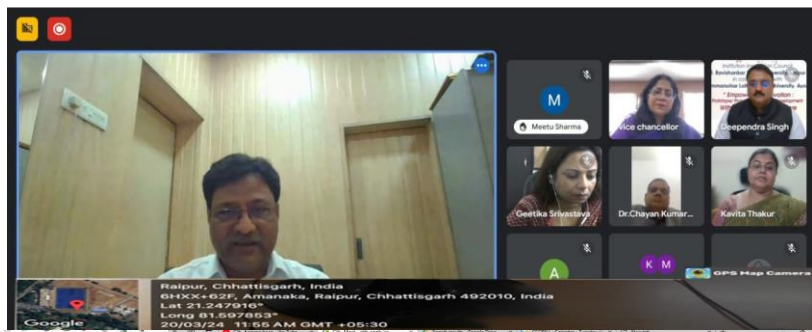 M
Meetu Sharma
vice chancellor
Deependra Singh
Geetika Srivastava
Dr.Chayan Kumar...
Kavita Thakur
A
K M
GPS Map Camera
Google
Raipur, Chhattisgarh, India
6HXX+62F, Amanaka, Raipur, Chhattisgarh 492010, India
Lat 21.247916°
Long 81.597853°
20/03/24 11:55 AM GMT +05:30